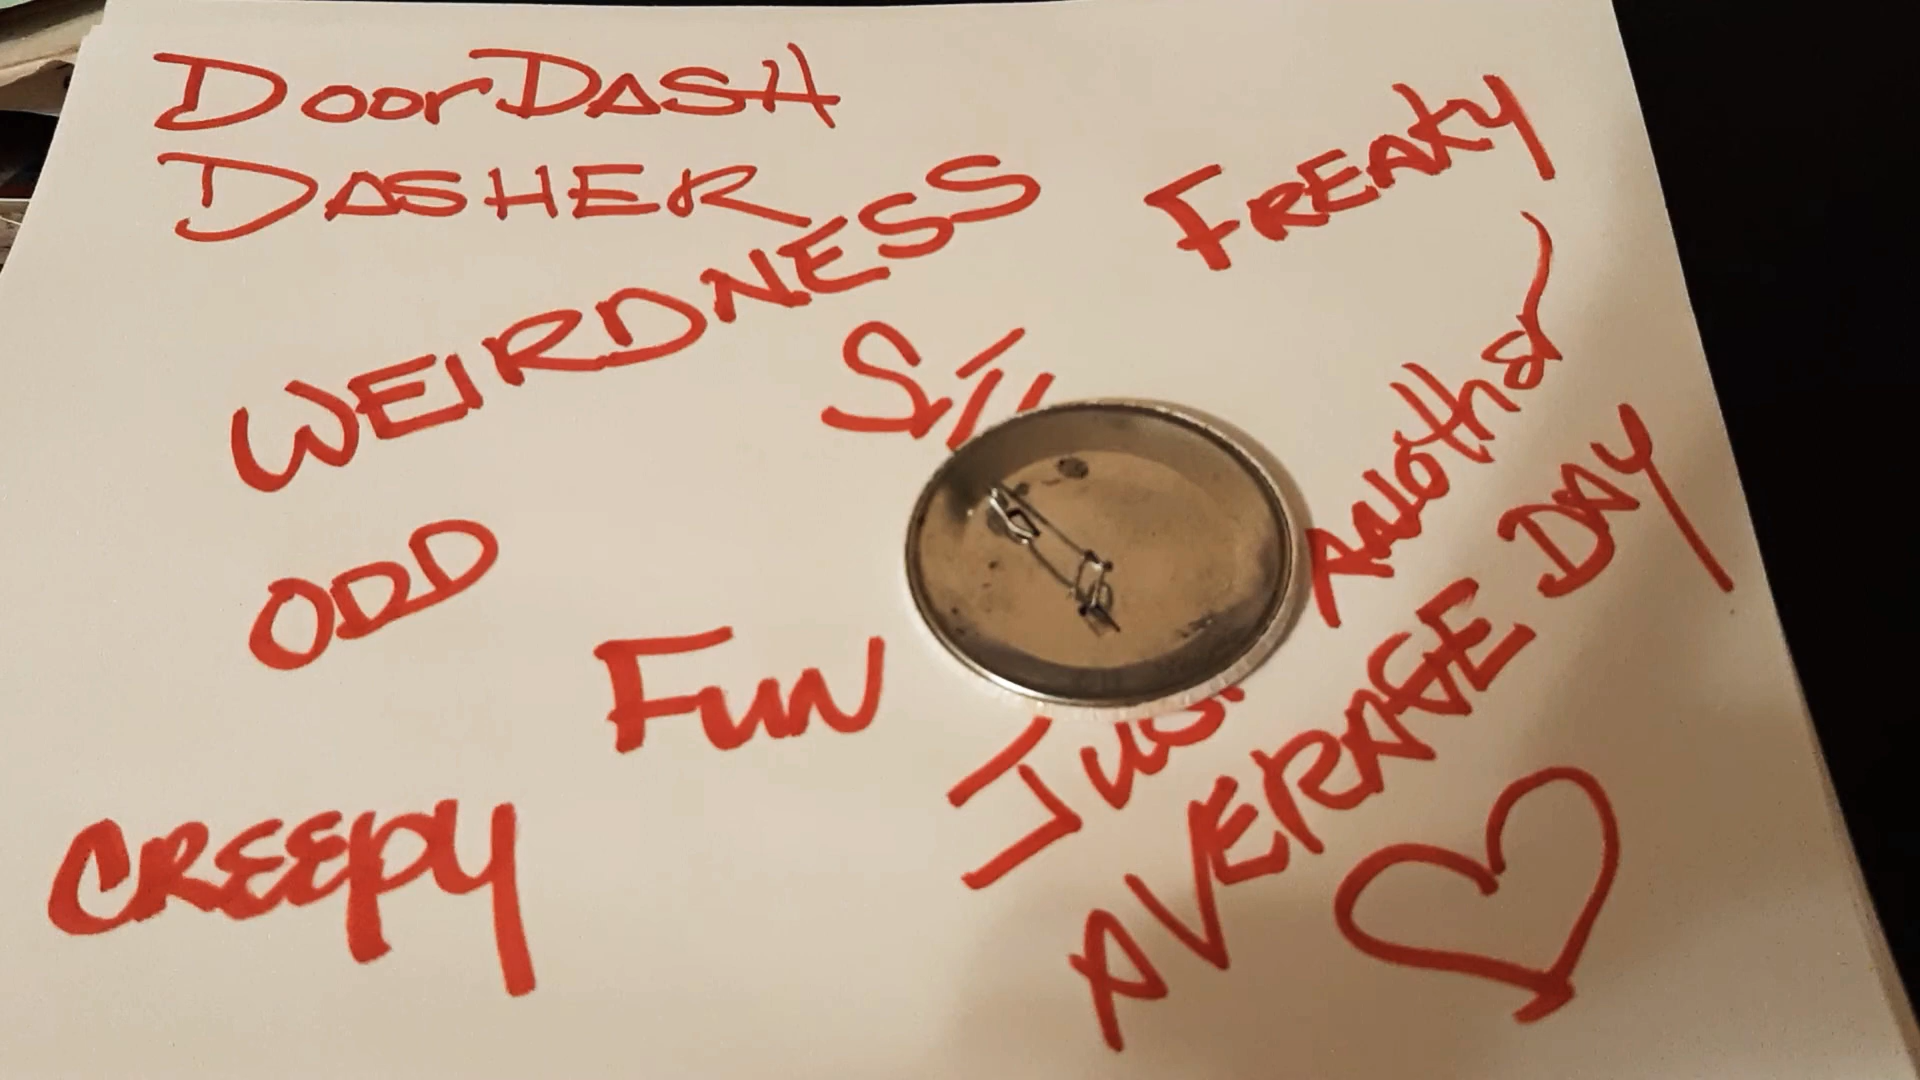 DoorDASH
DASHER
WEIRDNESS
FREAKY
ODD
FUN
CREEPY
ANOTHER
AVERAGE DAY